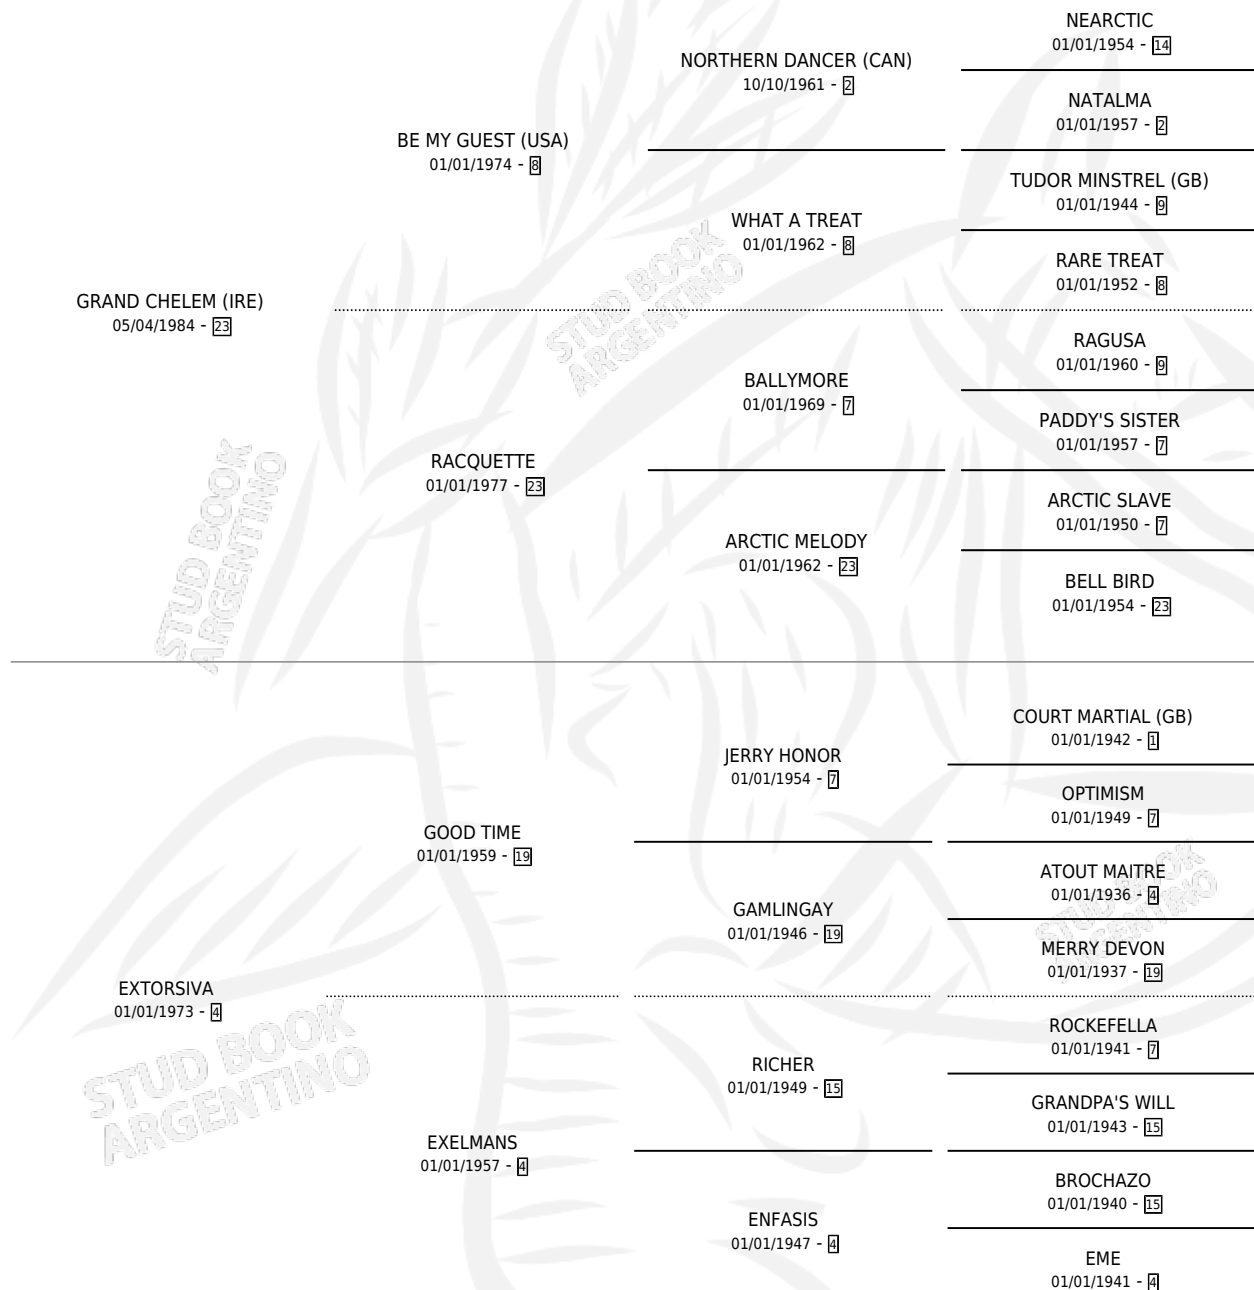 NEARCTIC
01/01/1954 - 14
NORTHERN DANCER (CAN)
10/10/1961 - 2
NATALMA
01/01/1957 - 2
BE MY GUEST (USA)
01/01/1974 - 8
TUDOR MINSTREL (GB)
01/01/1944 - 9
WHAT A TREAT
01/01/1962 - 8
RARE TREAT
01/01/1952 - 8
GRAND CHELEM (IRE)
05/04/1984 - 23
RAGUSA
01/01/1960 - 9
BALLYMORE
01/01/1969 - 7
PADDY'S SISTER
01/01/1957 - 7
RACQUETTE
01/01/1977 - 23
ARCTIC SLAVE
01/01/1950 - 7
ARCTIC MELODY
01/01/1962 - 23
BELL BIRD
01/01/1954 - 23
COURT MARTIAL (GB)
01/01/1942 - 1
JERRY HONOR
01/01/1954 - 7
OPTIMISM
01/01/1949 - 7
GOOD TIME
01/01/1959 - 19
ATOUT MAITRE
01/01/1936 - 4
GAMLINGAY
01/01/1946 - 19
MERRY DEVON
01/01/1937 - 19
EXTORSIVA
01/01/1973 - 4
ROCKEFELLA
01/01/1941 - 7
RICHER
01/01/1949 - 15
GRANDPA'S WILL
01/01/1943 - 15
EXELMANS
01/01/1957 - 4
BROCHAZO
01/01/1940 - 15
ENFASIS
01/01/1947 - 4
EME
01/01/1941 - 4
STUD BOOK
ARGENTINO
STUD BOOK
ARGENTINO
STUD BOOK
ARGENTINO
STUD BOOK
ARGENTINO